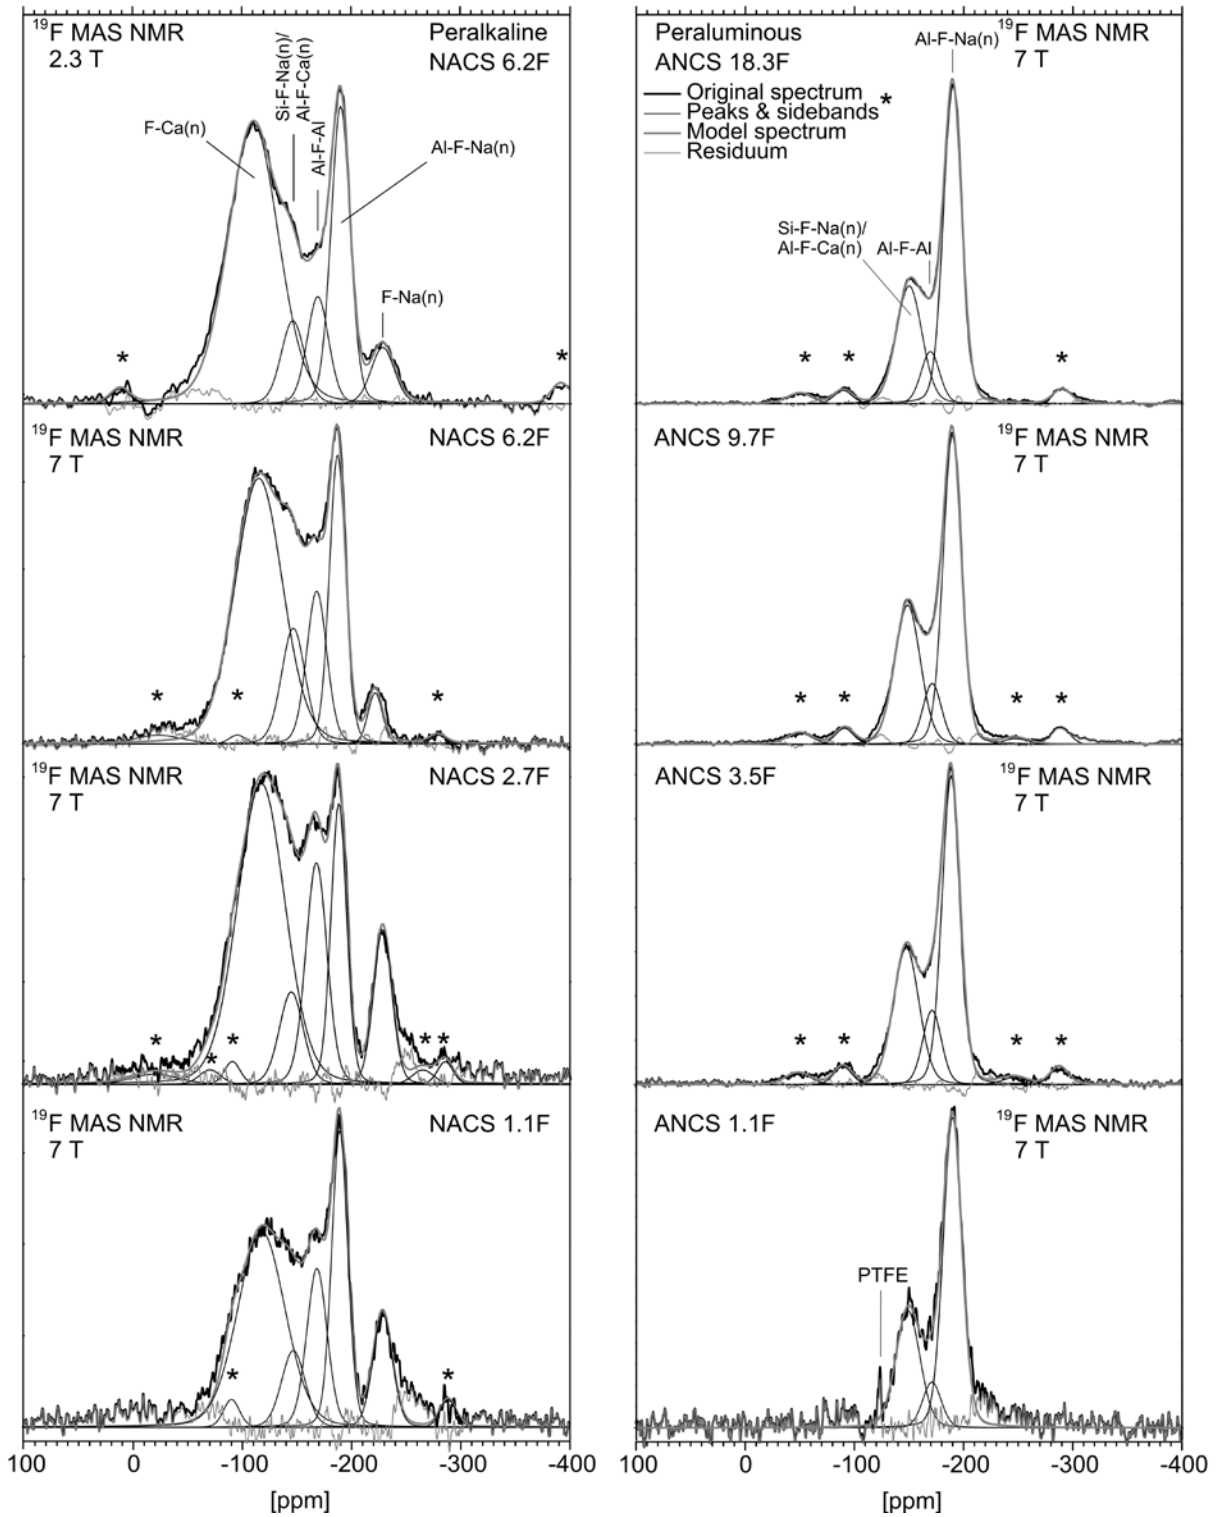 19F MAS NMR
2.3 T
Peralkaline
NACS 6.2F
F-Ca(n)
Si-F-Na(n)/
Al-F-Ca(n)
Al-F-Al
Al-F-Na(n)
F-Na(n)
*
*
19F MAS NMR
7 T
NACS 6.2F
*
*
*
19F MAS NMR
7 T
NACS 2.7F
*
*
*
*
*
19F MAS NMR
7 T
NACS 1.1F
*
*
100
0
-100
-200
-300
-400
[ppm]
Peraluminous
ANCS 18.3F
Al-F-Na(n)
19F MAS NMR
7 T
Original spectrum
Peaks & sidebands *
Model spectrum
Residuum
Si-F-Na(n)/
Al-F-Ca(n)
Al-F-Al
*
*
*
ANCS 9.7F
19F MAS NMR
7 T
*
*
*
*
ANCS 3.5F
19F MAS NMR
7 T
*
*
*
*
ANCS 1.1F
19F MAS NMR
7 T
PTFE
100
0
-100
-200
-300
-400
[ppm]